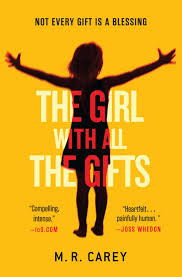 NOT EVERY GIFT IS A BLESSING
THE GIRL
WITH ALL
THE GIFTS
"Compelling,
intense."
—io9.COM
"Heartfelt...
painfully human."
—JOSS WHEDON
M. R. CAREY